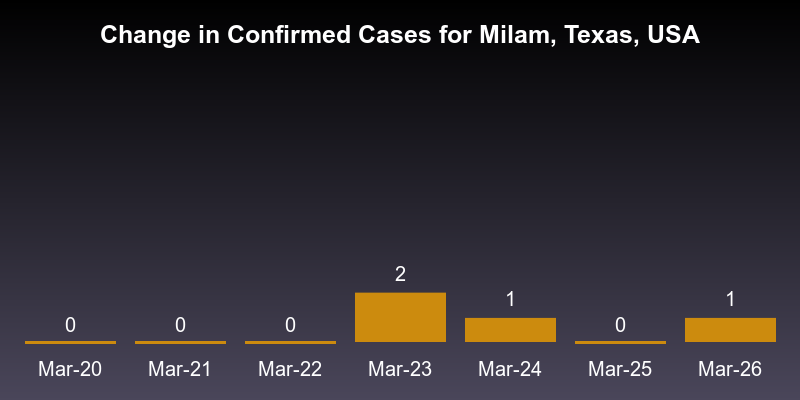 Change in Confirmed Cases for Milam, Texas, USA
0 0 0 2 1 0 1
Mar-20 Mar-21 Mar-22 Mar-23 Mar-24 Mar-25 Mar-26